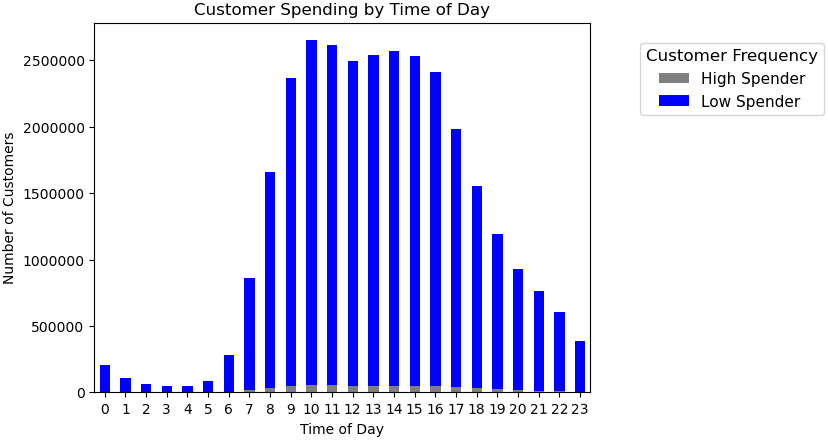 Customer Spending by Time of Day
Customer Frequency
High Spender
Low Spender
Number of Customers
2500000
2000000
1500000
1000000
500000
0
0 1 2 3 4 5 6 7 8 9 10 11 12 13 14 15 16 17 18 19 20 21 22 23
Time of Day